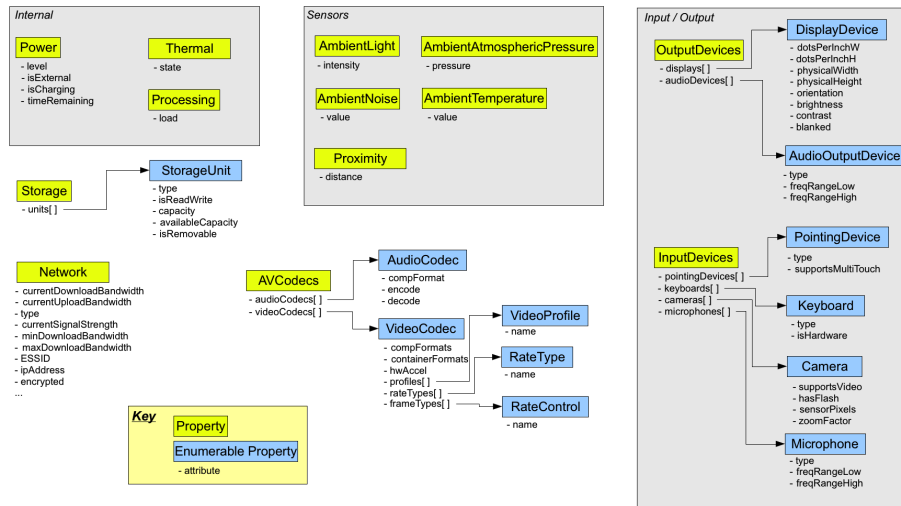 Internal
Power
- level
- isExternal
- isCharging
- timeRemaining
Thermal
- state
Processing
- load
Storage
- units[ ]
StorageUnit
- type
- isReadWrite
- capacity
- availableCapacity
- isRemovable
Network
- currentDownloadBandwidth
- currentUploadBandwidth
- type
- currentSignalStrength
- minDownloadBandwidth
- maxDownloadBandwidth
- ESSID
- ipAddress
- encrypted
...
Sensors
AmbientLight
- intensity
AmbientAtmosphericPressure
- pressure
AmbientNoise
- value
AmbientTemperature
- value
Proximity
- distance
AVCodecs
- audioCodecs[ ]
- videoCodecs[ ]
AudioCodec
- compFormat
- encode
- decode
VideoCodec
- compFormats
- containerFormats
- hwAccel
- profiles[ ]
- rateTypes[ ]
- frameTypes[ ]
VideoProfile
- name
RateType
- name
RateControl
- name
Key
Property
Enumerable Property
- attribute
Input / Output
OutputDevices
- displays[ ]
- audioDevices[ ]
DisplayDevice
- dotsPerInchW
- dotsPerInchH
- physicalWidth
- physicalHeight
- orientation
- brightness
- contrast
- blanked
AudioOutputDevice
- type
- freqRangeLow
- freqRangeHigh
InputDevices
- pointingDevices[ ]
- keyboards[ ]
- cameras[ ]
- microphones[ ]
PointingDevice
- type
- supportsMultiTouch
Keyboard
- type
- isHardware
Camera
- supportsVideo
- hasFlash
- sensorPixels
- zoomFactor
Microphone
- type
- freqRangeLow
- freqRangeHigh